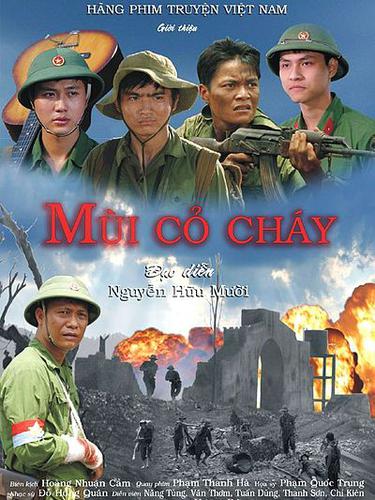 HÃNG PHIM TRUYỆN VIỆT NAM
Giới thiệu
MÙI CỎ CHÁY
Đạo diễn
Nguyễn Hữu Mười
Biên kịch Hoàng Nhuận Cầm Quay phim Phạm Thanh Hà Họa sỹ Phạm Quốc Trung
Nhạc sỹ Đỗ Hồng Quân Diễn viên Năng Tùng, Văn Thơm, Tuấn Dũng, Thanh Sơn, Chi Kiên